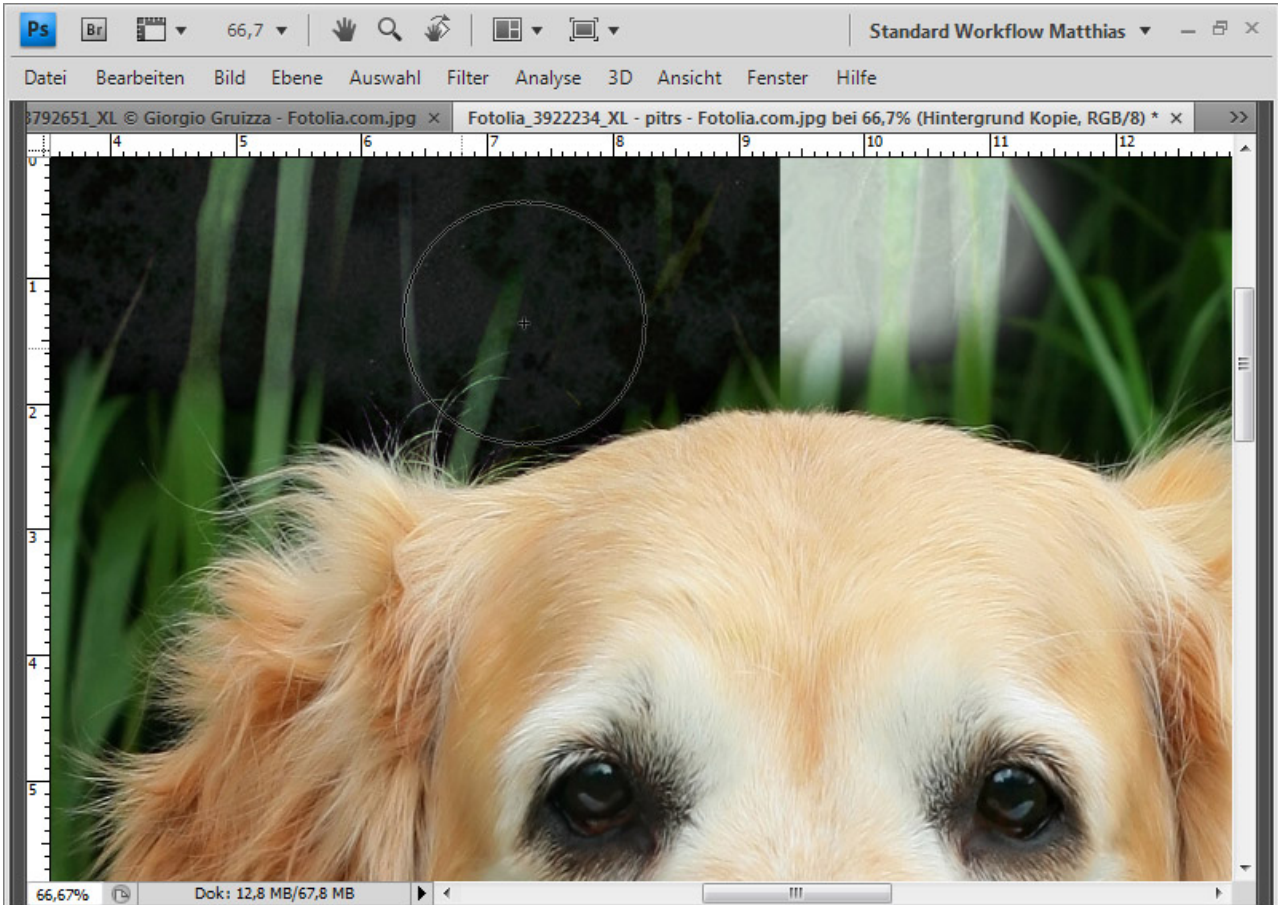 Ps Br 66,7 Standard Workflow Matthias
Datei Bearbeiten Bild Ebene Auswahl Filter Analyse 3D Ansicht Fenster Hilfe
3792651_XL © Giorgio Gruizza - Fotolia.com.jpg × Fotolia_3922234_XL - pitrs - Fotolia.com.jpg bei 66,7% (Hintergrund Kopie, RGB/8) * × >>
4 5 6 7 8 9 10 11 12
0
1
2
3
4
5
66,67% Dok: 12,8 MB/67,8 MB